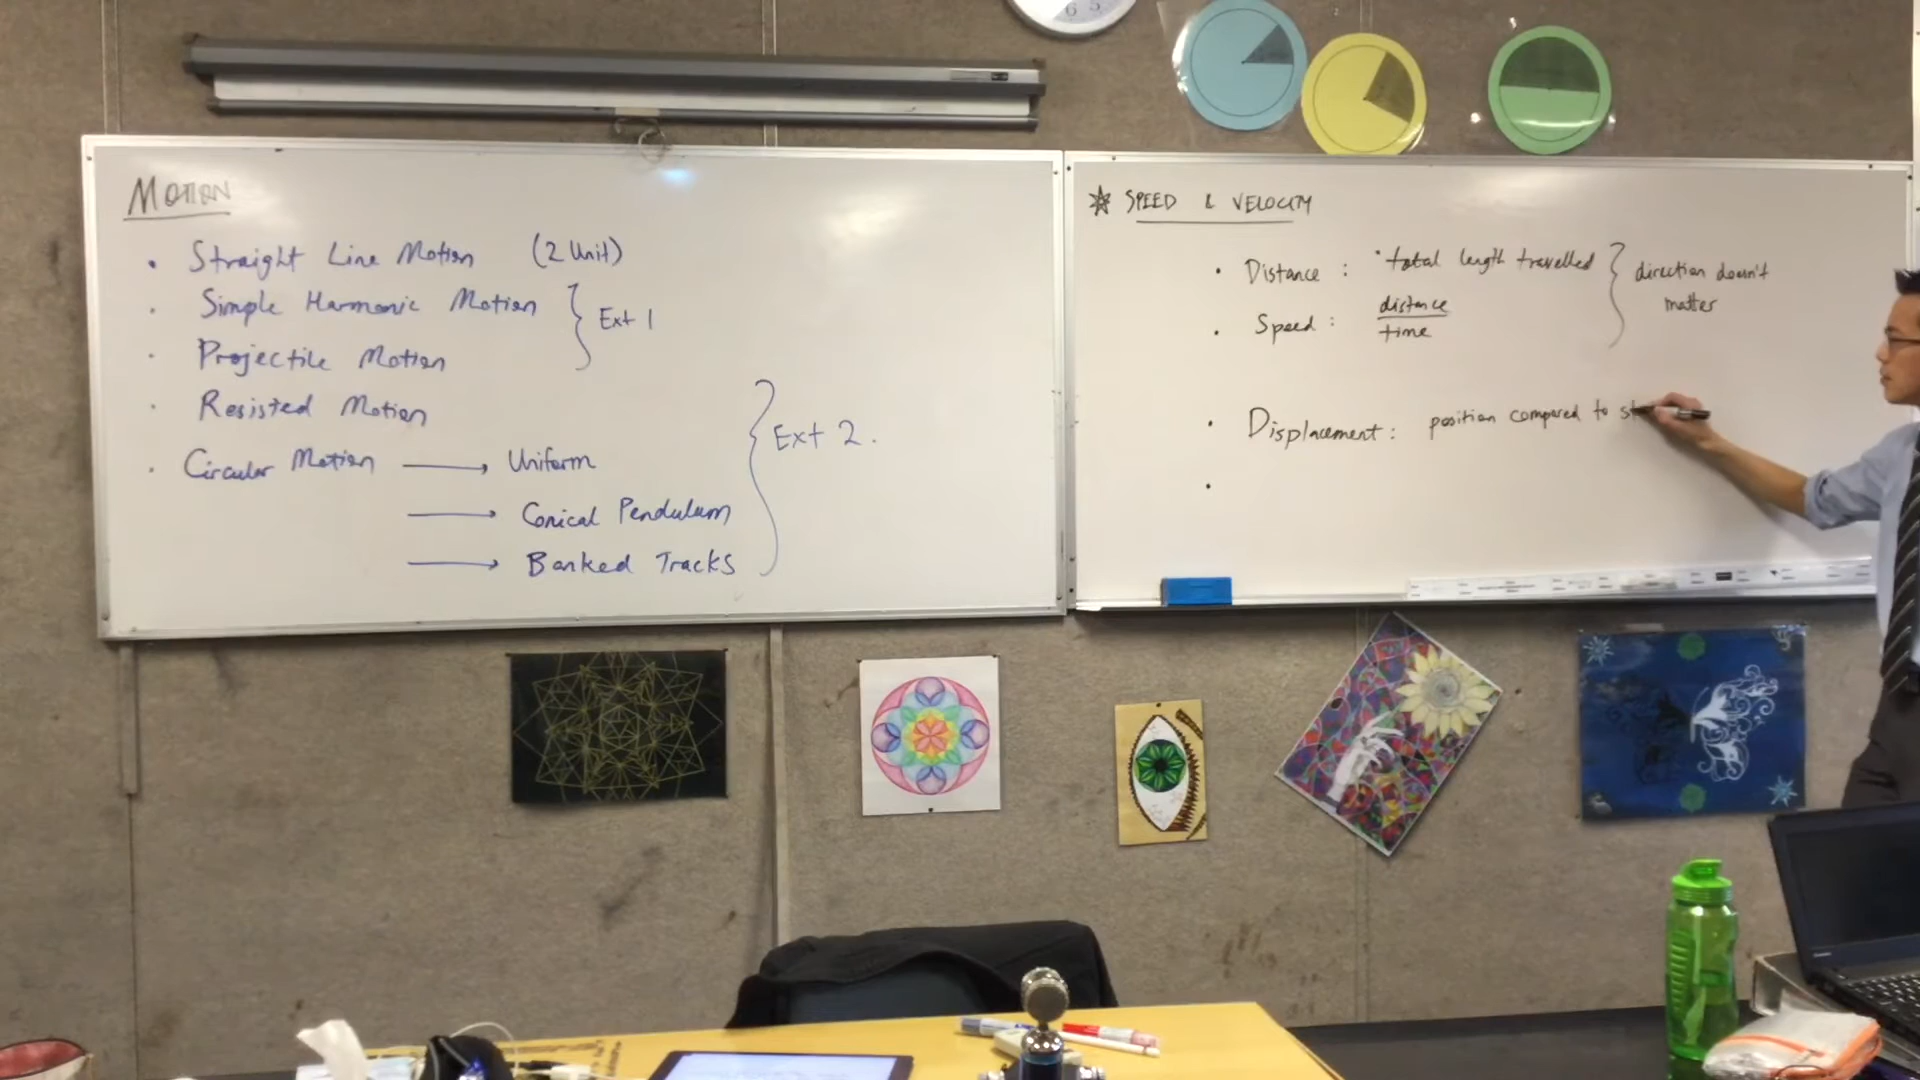 MOTION
• Straight Line Motion (2 Unit)
• Simple Harmonic Motion
• Projectile Motion
Ext 1
• Resisted Motion
• Circular Motion → Uniform
→ Conical Pendulum
→ Banked Tracks
Ext 2.
SPEED & VELOCITY
• Distance : total length travelled
• Speed : distance
time
direction doesn't
matter
• Displacement : position compared to st
•
6 5